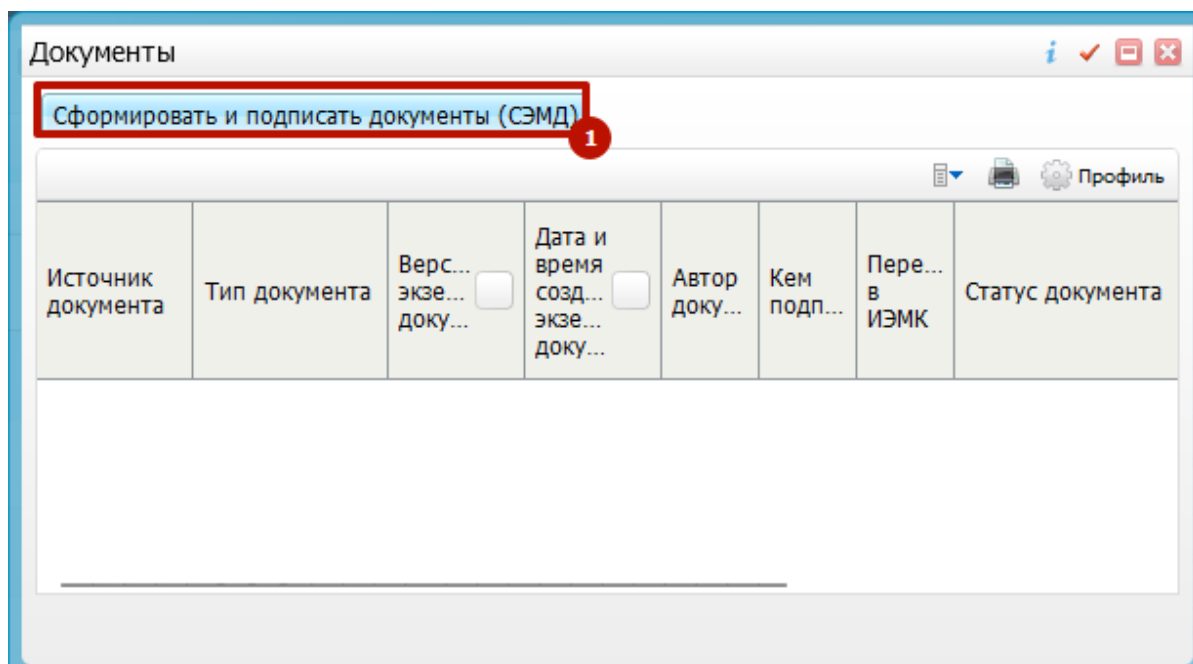 Документы
Сформировать и подписать документы (СЭМД)
1
Профиль
Источник
документа
Тип документа
Верс...
экзе...
доку...
Дата и
время
созд...
экзе...
доку...
Автор
доку...
Кем
подп...
Пере...
в
ИЭМК
Статус документа